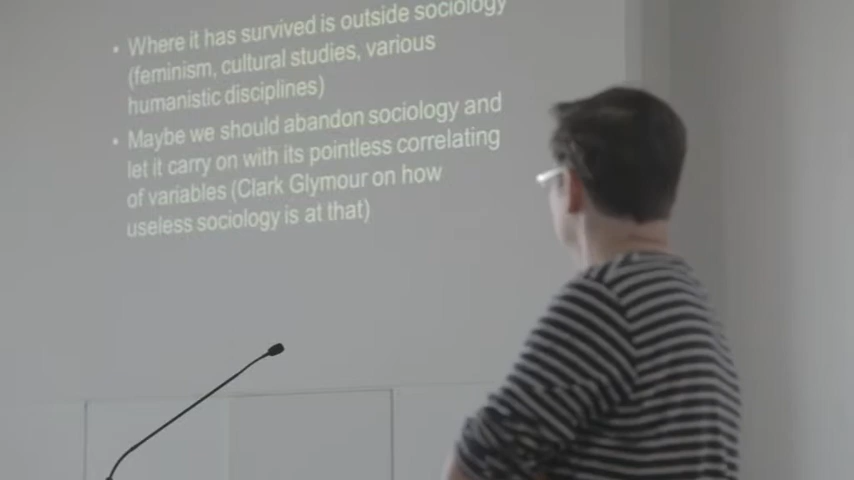 • Where it has survived is outside sociology
(feminism, cultural studies, various
humanistic disciplines)
• Maybe we should abandon sociology and
let it carry on with its pointless correlating
of variables (Clark Glymour on how
useless sociology is at that)